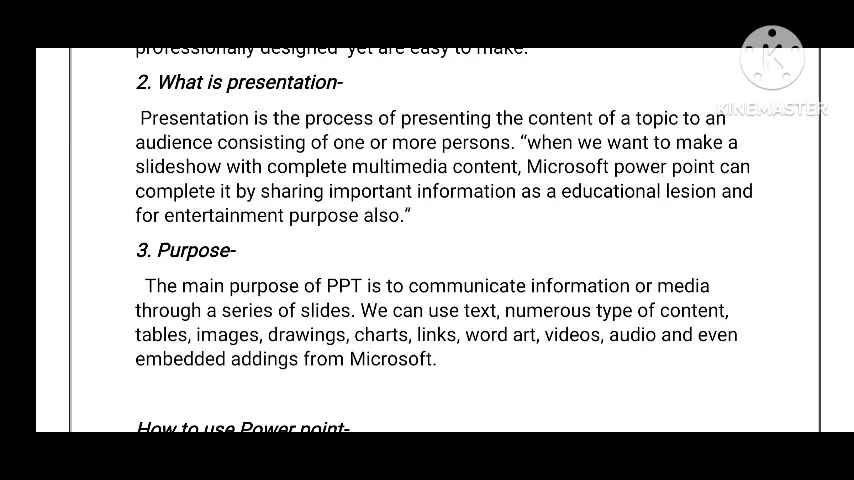 professionally designed yet are easy to make.
2. What is presentation-
Presentation is the process of presenting the content of a topic to an
audience consisting of one or more persons. “when we want to make a
slideshow with complete multimedia content, Microsoft power point can
complete it by sharing important information as a educational lesion and
for entertainment purpose also.”
3. Purpose-
The main purpose of PPT is to communicate information or media
through a series of slides. We can use text, numerous type of content,
tables, images, drawings, charts, links, word art, videos, audio and even
embedded addings from Microsoft.
How to use Power point-
K
KINEMASTER